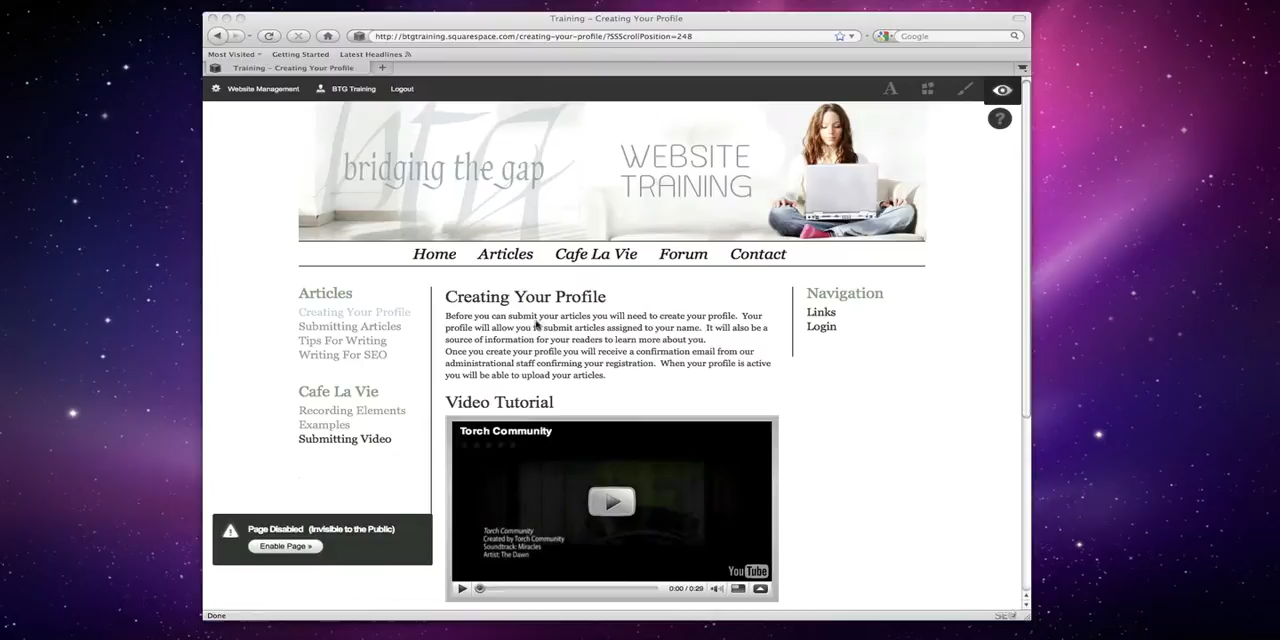 Training – Creating Your Profile
http://btgtraining.squarespace.com/creating-your-profile/?SSScrollPosition=248
Google
Most Visited
Getting Started
Latest Headlines
Training – Creating Your Profile
Website Management
BTG Training
Logout
A
?
btg
bridging the gap
WEBSITE
TRAINING
Home
Articles
Cafe La Vie
Forum
Contact
Articles
Creating Your Profile
Submitting Articles
Tips For Writing
Writing For SEO
Cafe La Vie
Recording Elements
Examples
Submitting Video
Page Disabled (Invisible to the Public)
Enable Page »
Creating Your Profile
Before you can submit your articles you will need to create your profile. Your
profile will allow you to submit articles assigned to your name. It will also be a
source of information for your readers to learn more about you.
Once you create your profile you will receive a confirmation email from our
administrational staff confirming your registration. When your profile is active
you will be able to upload your articles.
Video Tutorial
Torch Community
Torch Community
Created by Torch Community
Soundtrack: Miracles
Artist: The Dawn
YouTube
0:00 / 0:29
Navigation
Links
Login
Done